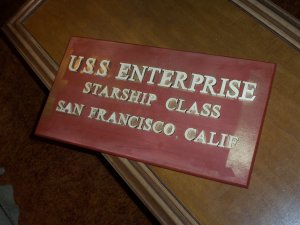 U.S.S. ENTERPRISE
STARSHIP CLASS
SAN FRANCISCO, CALIF.